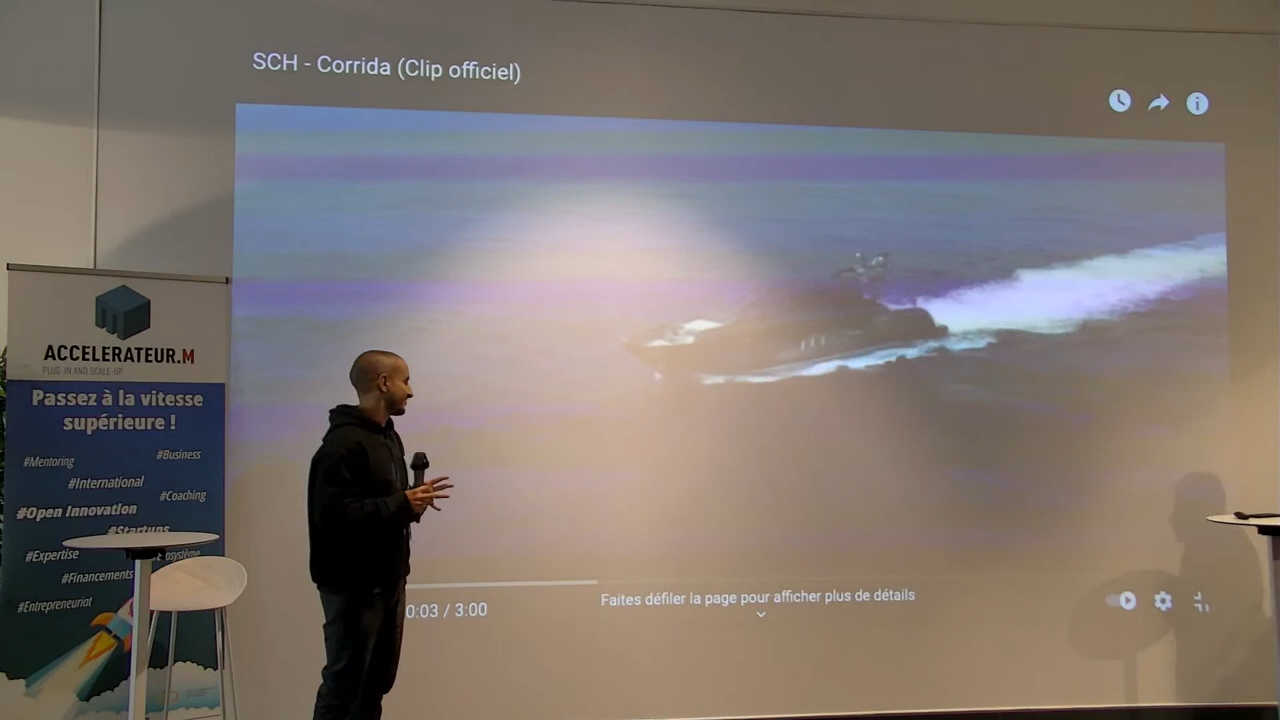 SCH - Corrida (Clip officiel)
ACCELERATEUR.M
PLUG IN AND SCALE-UP
Passez à la vitesse
supérieure !
#Mentoring
#Business
#International
#Coaching
#Open Innovation
#Startups
#Expertise
#Financements
#Entrepreneuriat
0:03 / 3:00
Faites défiler la page pour afficher plus de détails